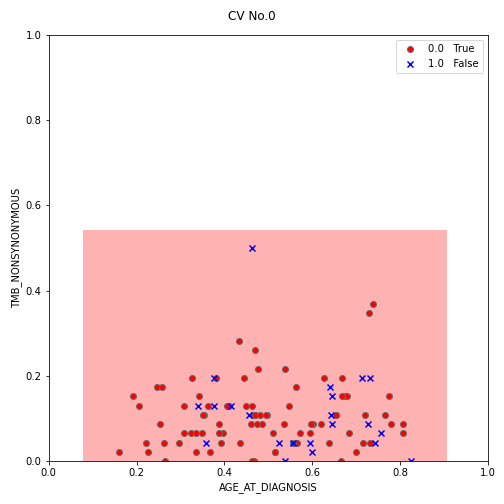 CV No.0
0.0 True
1.0 False
1.0
0.8
0.6
0.4
0.2
0.0
TMB_NONSYNONYMOUS
0.0 0.2 0.4 0.6 0.8 1.0
AGE_AT_DIAGNOSIS